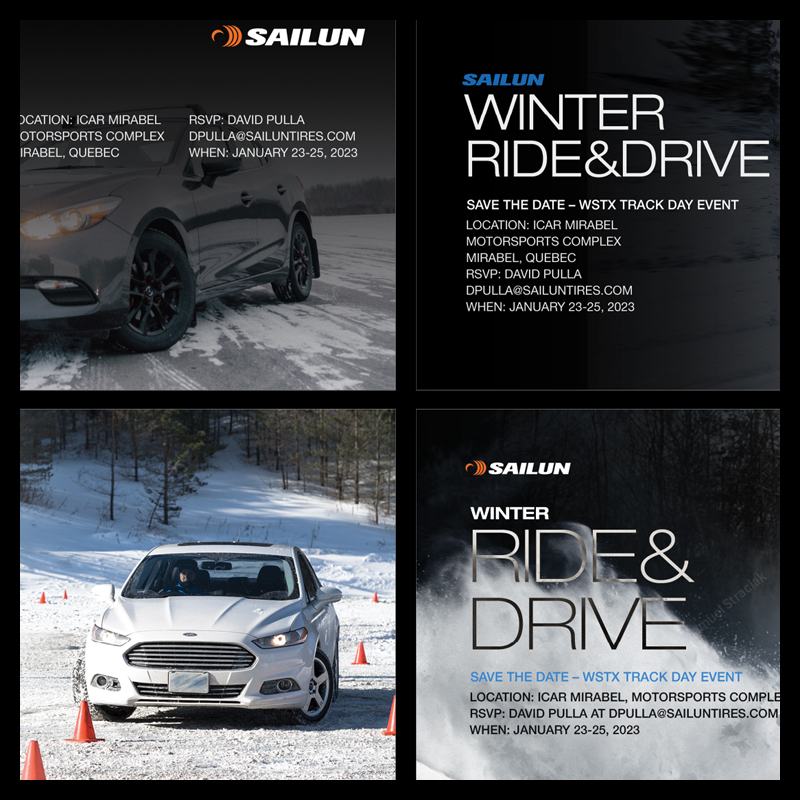 SAILUN
OCATION: ICAR MIRABEL
OTORSPORTS COMPLEX
IRABEL, QUEBEC
RSVP: DAVID PULLA
DPULLA@SAILUNTIRES.COM
WHEN: JANUARY 23-25, 2023
SAILUN
WINTER
RIDE&DRIVE
SAVE THE DATE – WSTX TRACK DAY EVENT
LOCATION: ICAR MIRABEL
MOTORSPORTS COMPLEX
MIRABEL, QUEBEC
RSVP: DAVID PULLA
DPULLA@SAILUNTIRES.COM
WHEN: JANUARY 23-25, 2023
SAILUN
WINTER
RIDE&
DRIVE
SAVE THE DATE – WSTX TRACK DAY EVENT
LOCATION: ICAR MIRABEL, MOTORSPORTS COMPLE
RSVP: DAVID PULLA AT DPULLA@SAILUNTIRES.COM
WHEN: JANUARY 23-25, 2023